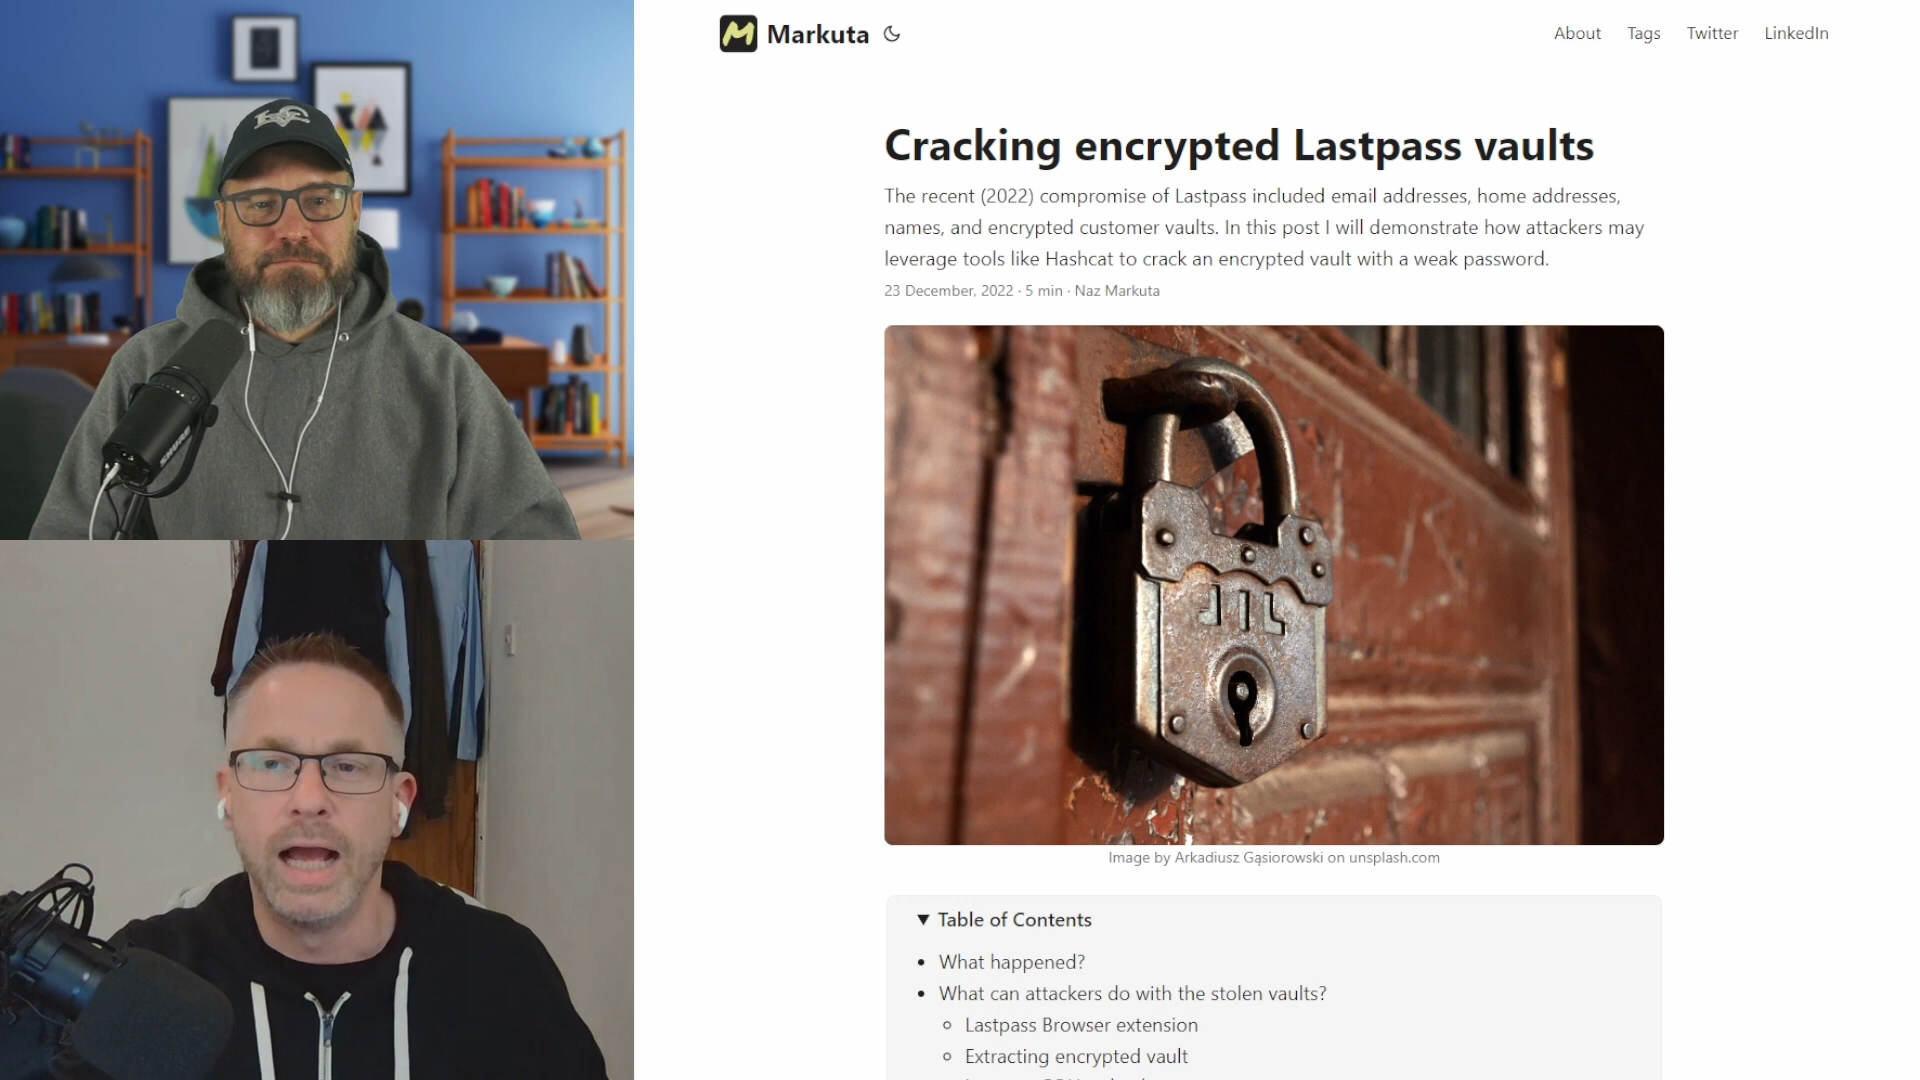 Markuta
About Tags Twitter LinkedIn
Cracking encrypted Lastpass vaults
The recent (2022) compromise of Lastpass included email addresses, home addresses,
names, and encrypted customer vaults. In this post I will demonstrate how attackers may
leverage tools like Hashcat to crack an encrypted vault with a weak password.
23 December, 2022 · 5 min · Naz Markuta
Image by Arkadiusz Gąsiorowski on unsplash.com
Table of Contents
What happened?
What can attackers do with the stolen vaults?
Lastpass Browser extension
Extracting encrypted vault
SHURE